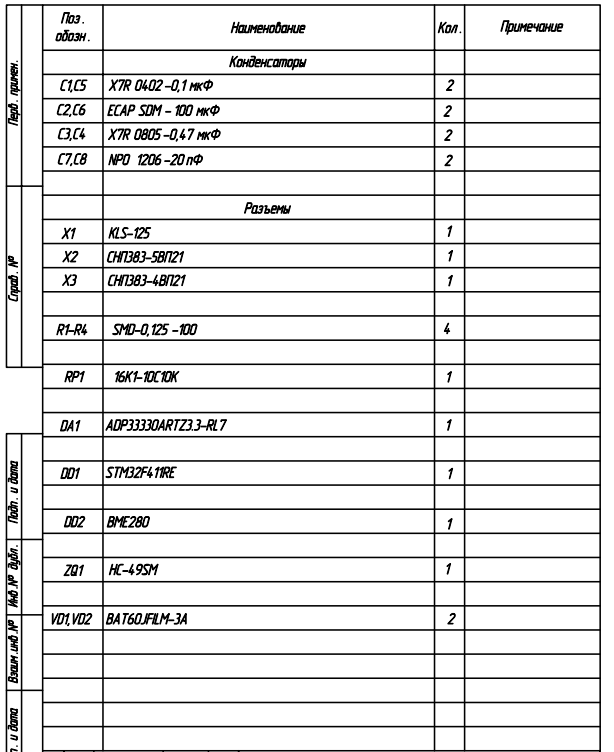 Поз. обозн. Наименование Кол. Примечание
Конденсаторы
C1,C5 X7R 0402 -0,1 мкФ 2
C2,C6 ECAP SDM - 100 мкФ 2
C3,C4 X7R 0805 -0,47 мкФ 2
C7,C8 NP0 1206 -20 пФ 2
Разъемы
X1 KLS-125 1
X2 СНП383-5ВП21 1
X3 СНП383-4ВП21 1
R1-R4 SMD-0,125 -100 4
RP1 16K1-10C10K 1
DA1 ADP33330ARTZ3.3-RL7 1
DD1 STM32F411RE 1
DD2 BME280 1
ZQ1 HC-49SM 1
VD1,VD2 BAT60JFILM-3A 2
Перв. примен.
Справ. №
Подп. и дата
Инв.№ дубл.
Взаим.инв.№
и дата